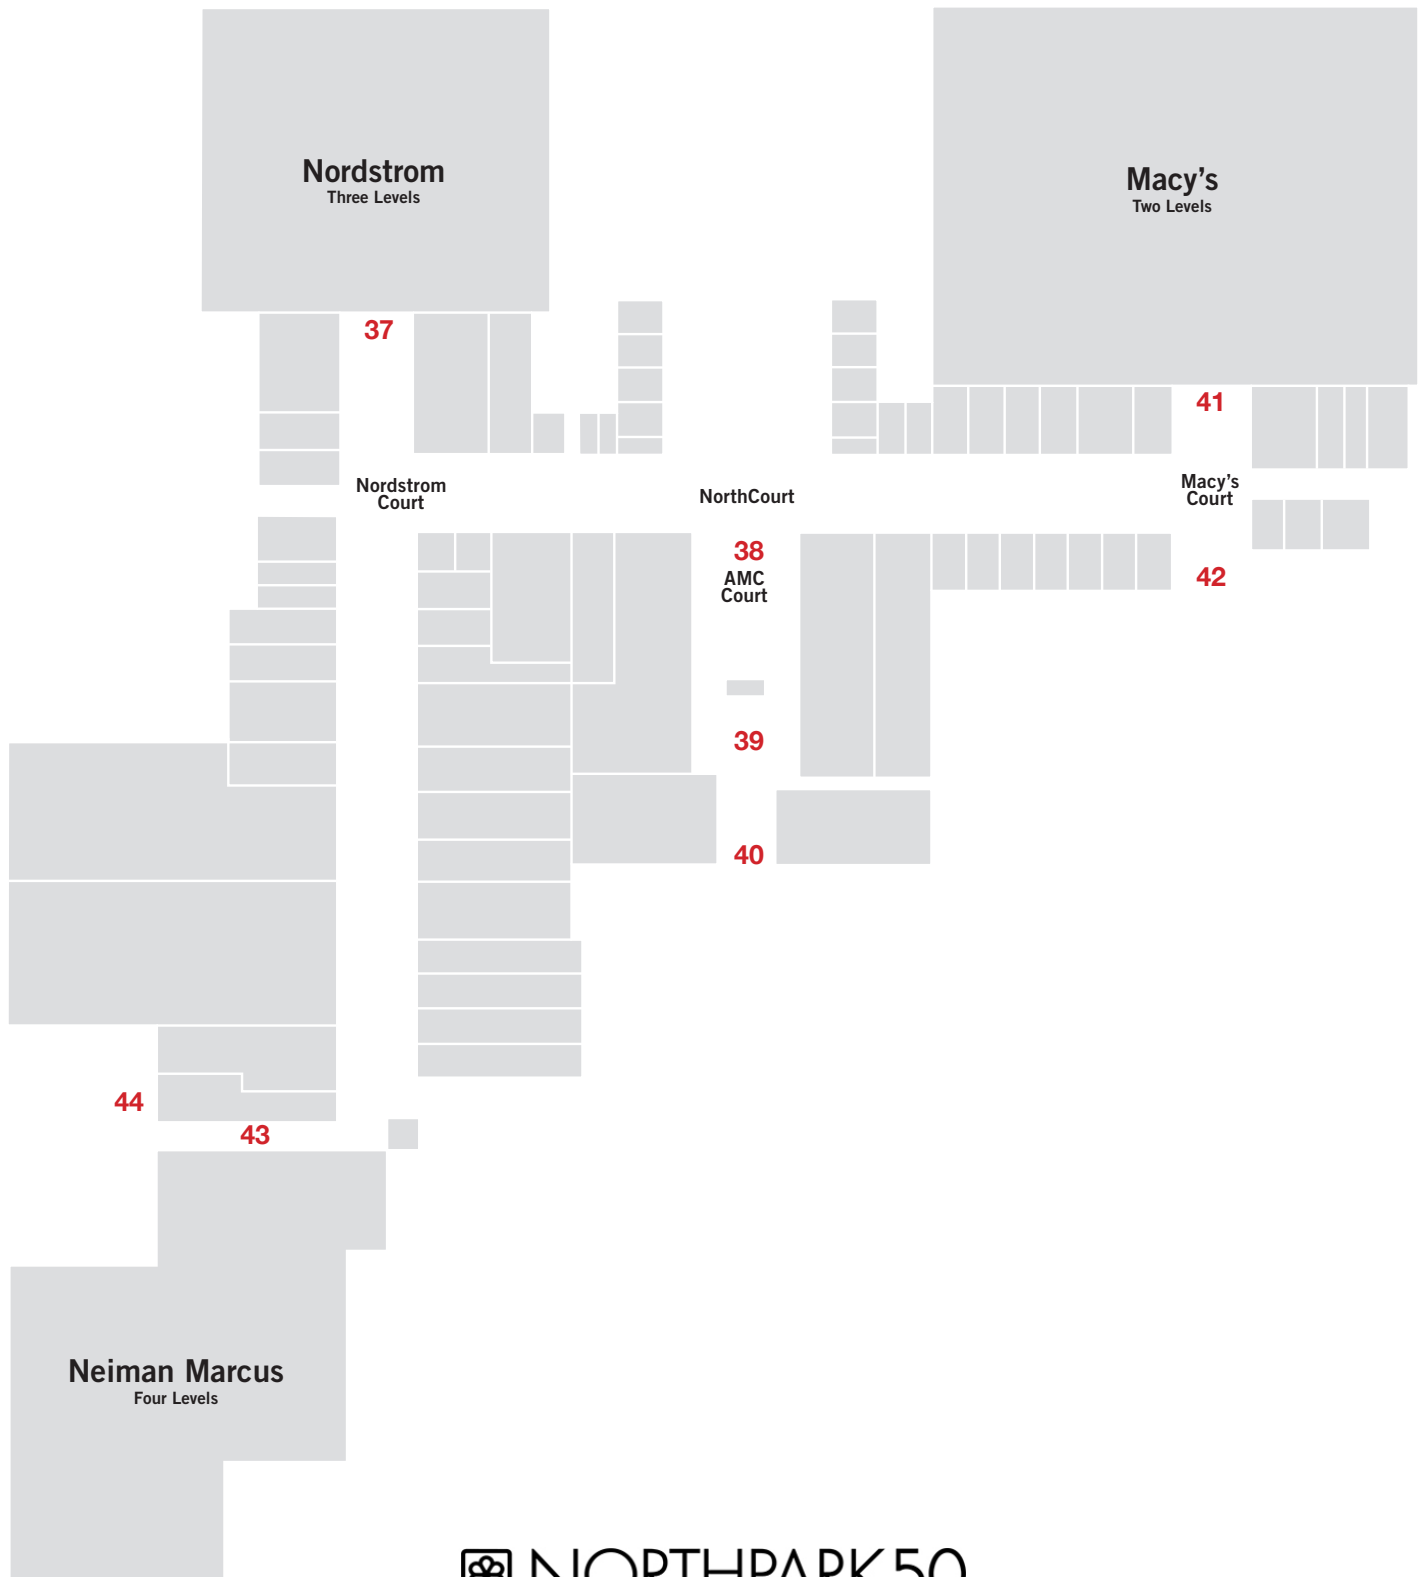 Nordstrom
Three Levels
Macy's
Two Levels
37
41
Nordstrom
Court
NorthCourt
Macy's
Court
38
AMC
Court
42
39
40
44
43
Neiman Marcus
Four Levels
NORTHPARK 50